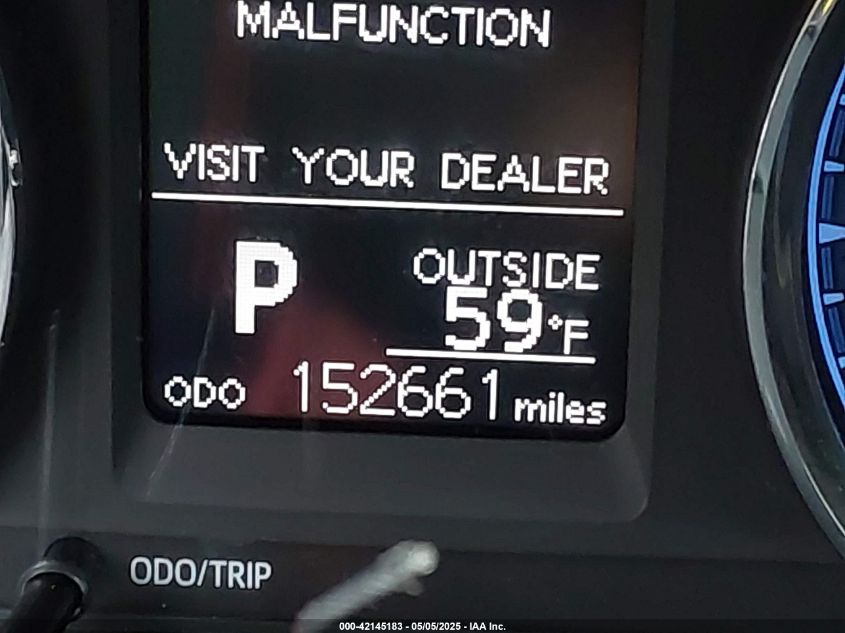 MALFUNCTION
VISIT YOUR DEALER
P
OUTSIDE
59°F
ODO 152661 miles
ODO/TRIP
000-42145183 - 05/05/2025 - IAA Inc.